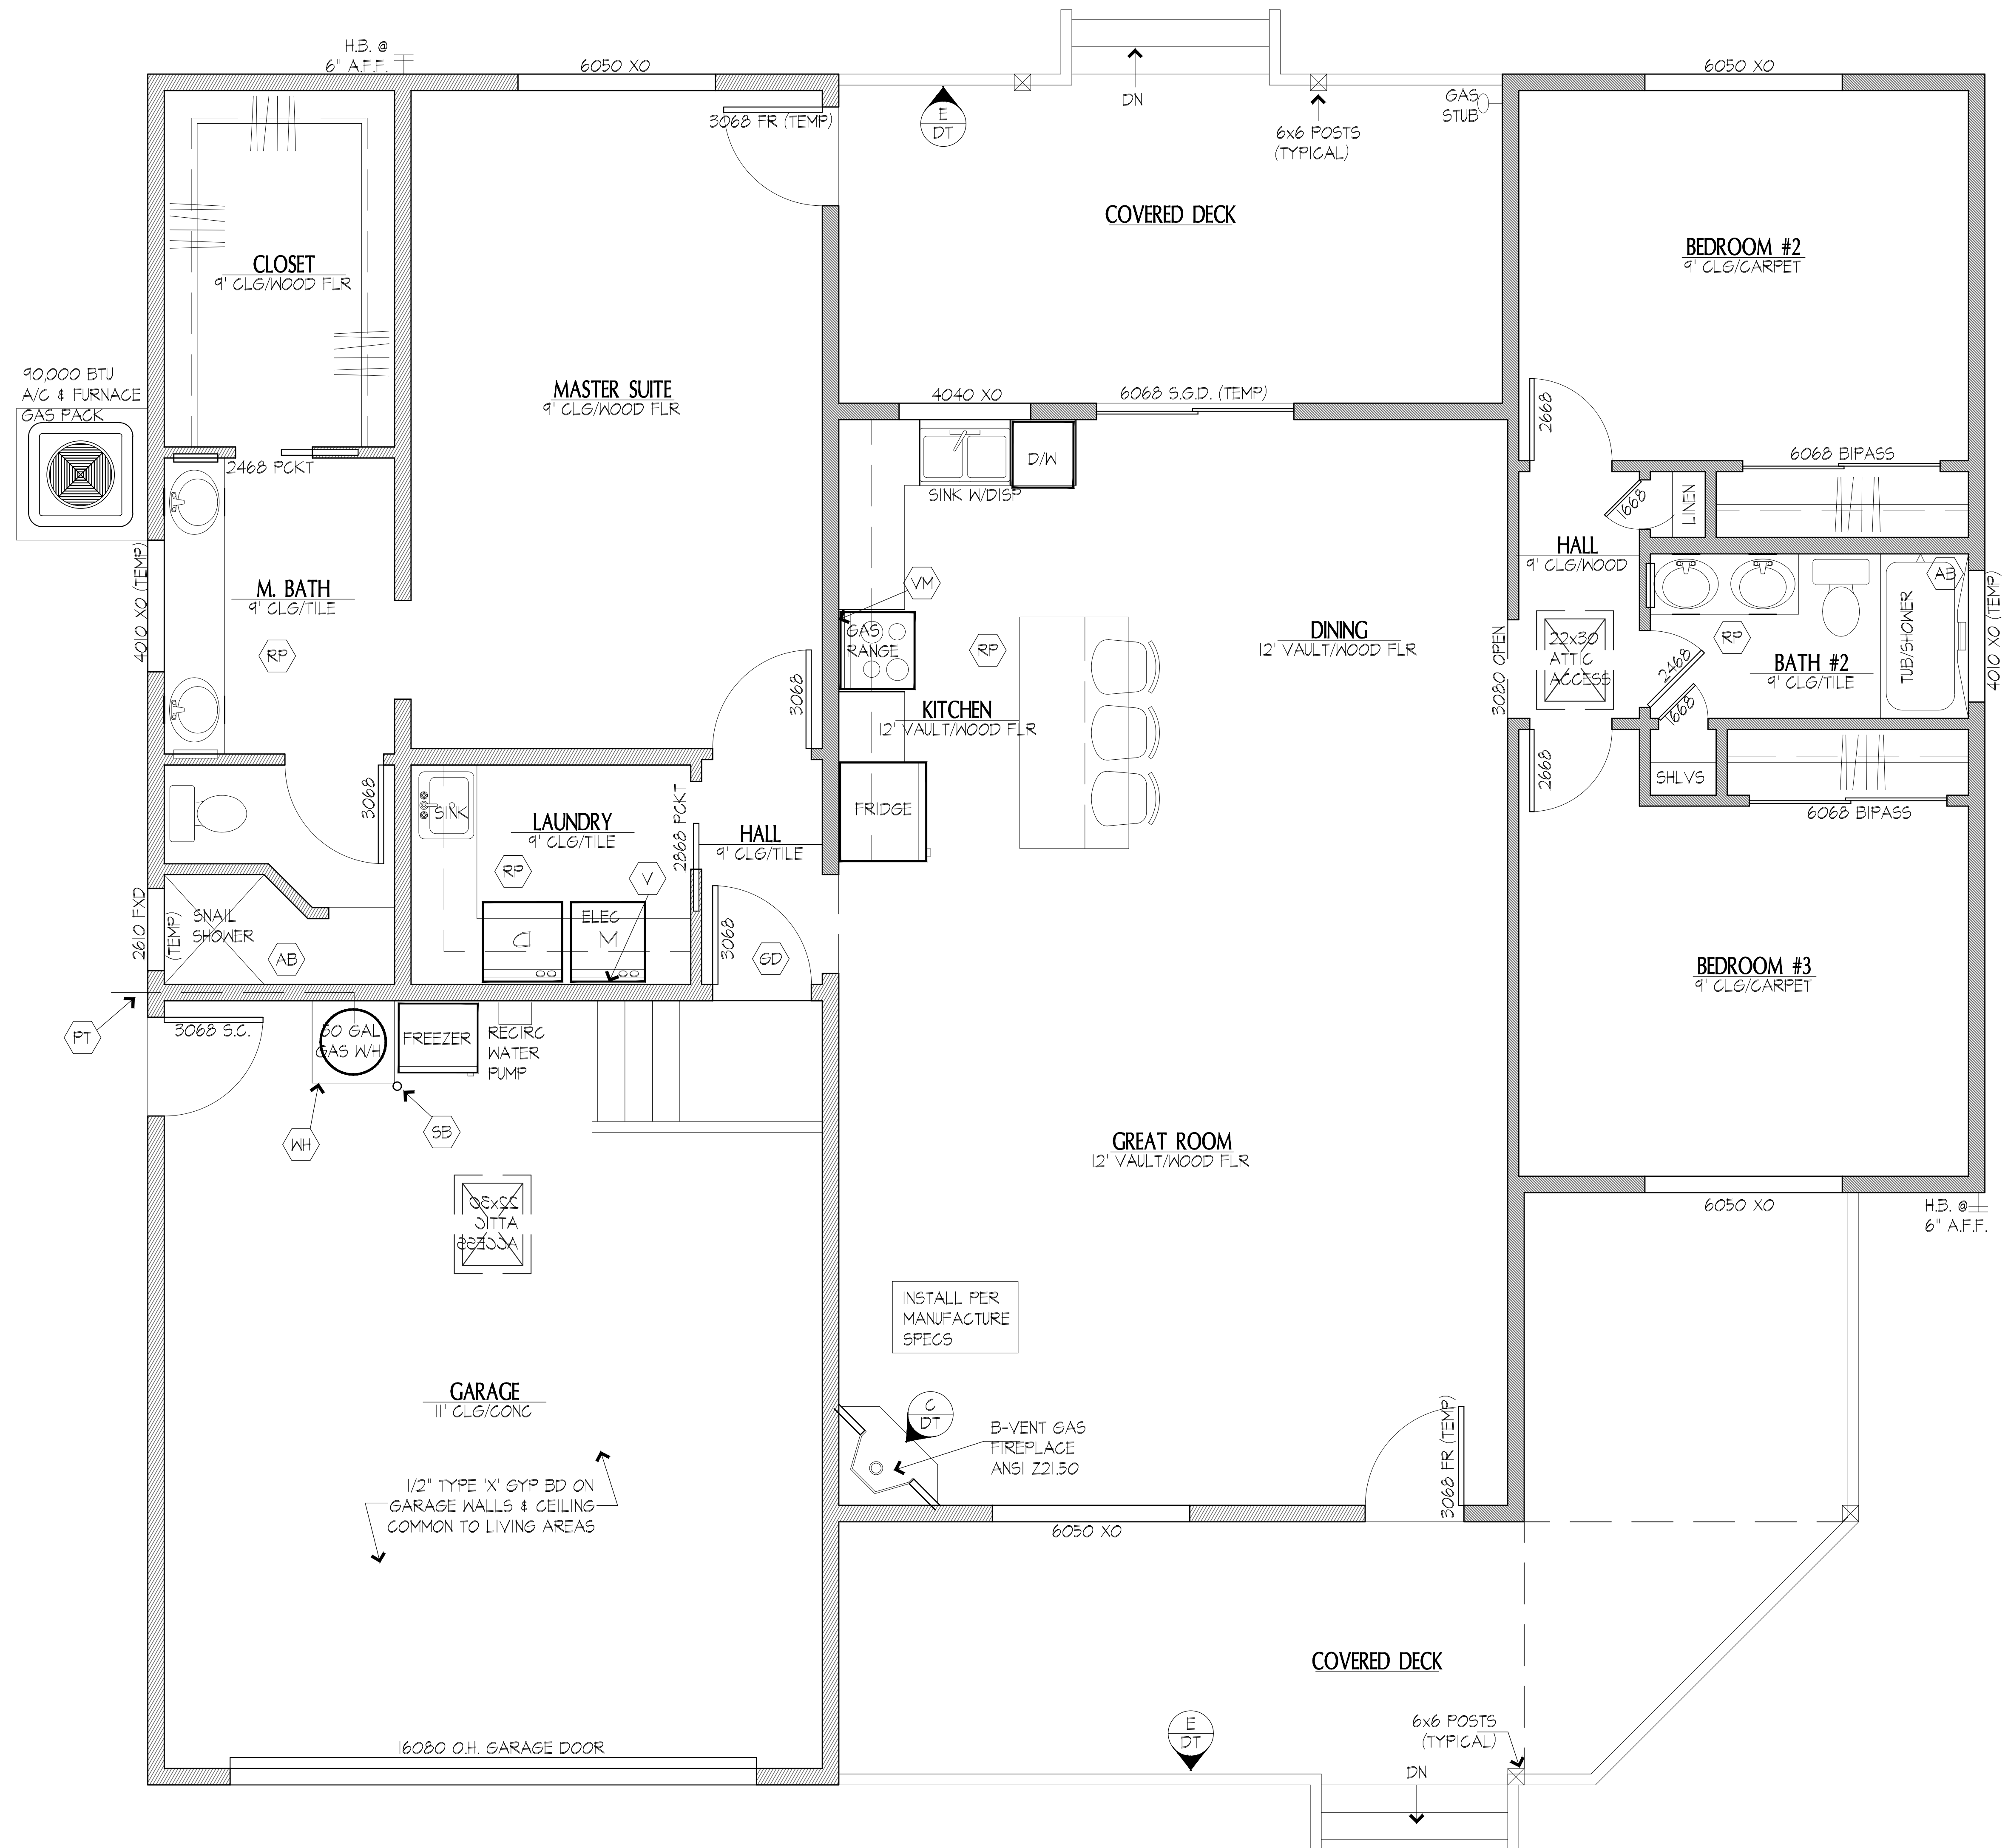 H.B. @
6" A.F.F.
6050 XO
6050 XO
3068 FR (TEMP)
E
DT
DN
6x6 POSTS
(TYPICAL)
GAS
STUB
COVERED DECK
BEDROOM #2
9' CLG/CARPET
CLOSET
9' CLG/WOOD FLR
90,000 BTU
A/C & FURNACE
GAS PACK
MASTER SUITE
9' CLG/WOOD FLR
4040 XO
6068 S.G.D. (TEMP)
2668
2468 PCKT
D/W
SINK W/DISP
6068 BIPASS
1668
LINEN
HALL
9' CLG/WOOD
4010 XO (TEMP)
M. BATH
9' CLG/TILE
RP
VM
GAS
RANGE
RP
DINING
12' VAULT/WOOD FLR
3080 OPEN
22x30
ATTIC
ACCESS
2468
1668
RP
BATH #2
9' CLG/TILE
TUB/SHOWER
AB
4010 XO (TEMP)
3068
KITCHEN
12' VAULT/WOOD FLR
3068
SINK
LAUNDRY
9' CLG/TILE
RP
V
2868 PCKT
HALL
9' CLG/TILE
FRIDGE
2668
SHLVS
6068 BIPASS
2610 FXD
(TEMP)
SNAIL
SHOWER
AB
D
ELEC
W
3068
GD
BEDROOM #3
9' CLG/CARPET
PT
3068 S.C.
50 GAL
GAS W/H
FREEZER
RECIRC
WATER
PUMP
WH
SB
GREAT ROOM
12' VAULT/WOOD FLR
22x30
ATTIC
ACCESS
6050 XO
H.B. @
6" A.F.F.
INSTALL PER
MANUFACTURE
SPECS
GARAGE
11' CLG/CONC
C
DT
B-VENT GAS
FIREPLACE
ANSI Z21.50
3068 FR (TEMP)
1/2" TYPE 'X' GYP BD ON
GARAGE WALLS & CEILING
COMMON TO LIVING AREAS
6050 XO
COVERED DECK
E
DT
6x6 POSTS
(TYPICAL)
16080 O.H. GARAGE DOOR
DN